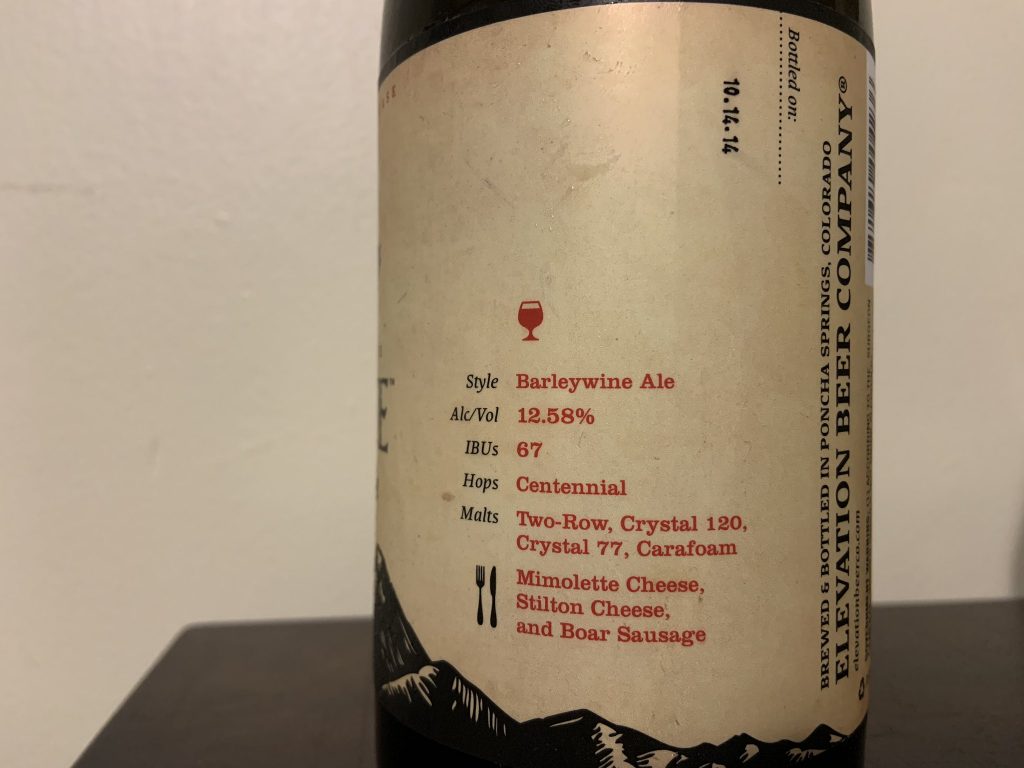 Style Barleywine Ale
Alc/Vol 12.58%
IBUs 67
Hops Centennial
Malts Two-Row, Crystal 120,
Crystal 77, Carafoam
Mimolette Cheese,
Stilton Cheese,
and Boar Sausage
10.14.14
Bottled on:
BREWED & BOTTLED IN PONCHA SPRINGS, COLORADO
ELEVATION BEER COMPANY®
elevationbeerco.com